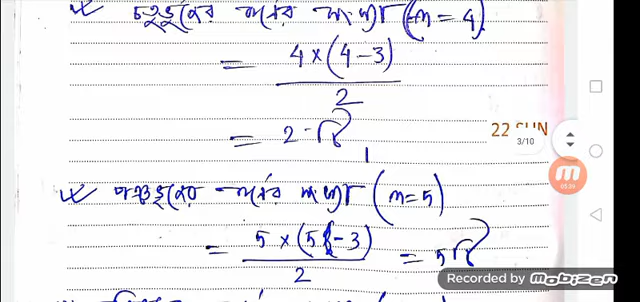 চতুর্ভুজের কর্ণের সংখ্যা (n = 4)
= 4 × (4 - 3)
2
= 2 টি
22 SUN
3/10
পঞ্চভুজের কর্ণের সংখ্যা (n = 5)
= 5 × (5 - 3)
2
= 5 টি
Recorded by Mobizen